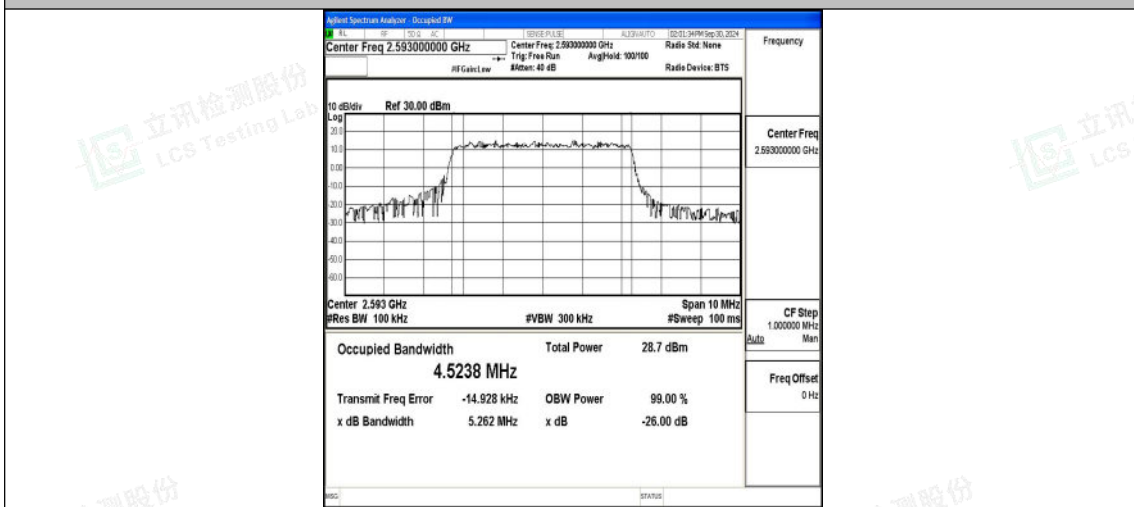 Agilent Spectrum Analyzer - Occupied BW
RL RF 50 Ω AC SENSE:PULSE ALIGN AUTO 02:01:34 PM Sep 30, 2024
Center Freq 2.593000000 GHz
Center Freq: 2.593000000 GHz
Radio Std: None
Trig: Free Run Avg|Hold: 100/100
#IFGain:Low #Atten: 40 dB Radio Device: BTS
Frequency
10 dB/div Ref 30.00 dBm
Log
20.0
10.0
0.00
-10.0
-20.0
-30.0
-40.0
-50.0
-60.0
Center 2.593 GHz Span 10 MHz
#Res BW 100 kHz #VBW 300 kHz #Sweep 100 ms
Center Freq
2.593000000 GHz
CF Step
1.000000 MHz
Auto Man
Freq Offset
0 Hz
Occupied Bandwidth Total Power 28.7 dBm
4.5238 MHz
Transmit Freq Error -14.928 kHz OBW Power 99.00 %
x dB Bandwidth 5.262 MHz x dB -26.00 dB
MSG STATUS
立讯检测股份
LCS Testing Lab
立讯
LCS
测股份
测股份